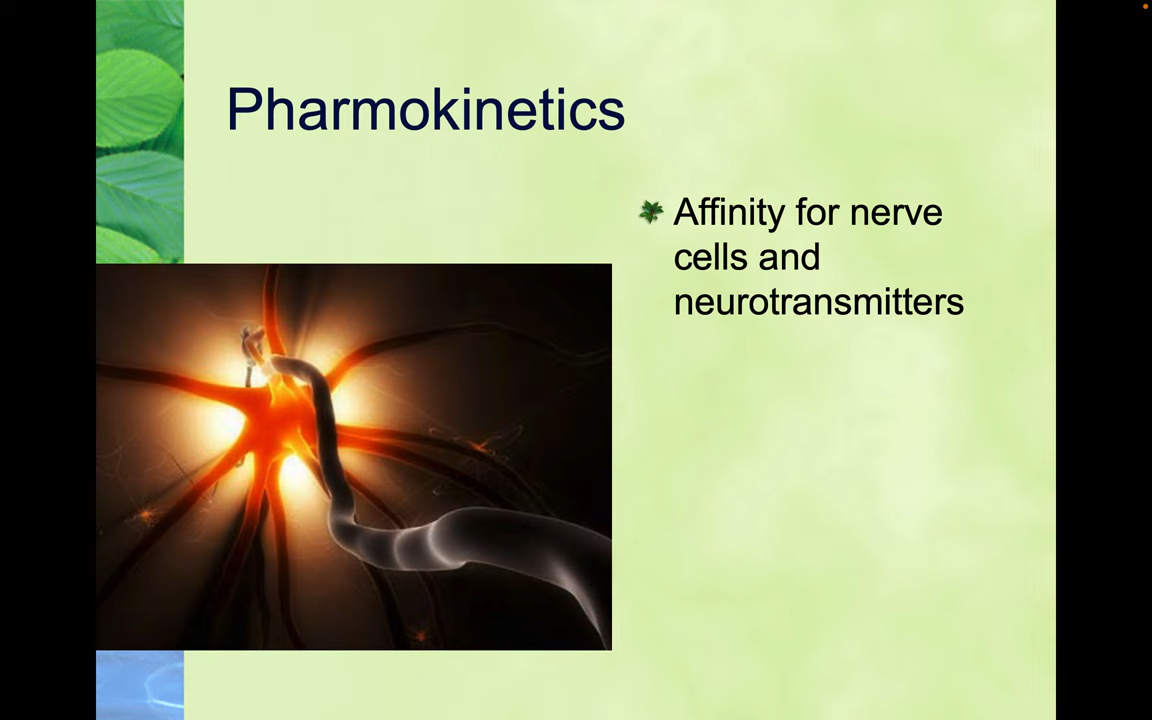 Pharmokinetics
Affinity for nerve
cells and
neurotransmitters